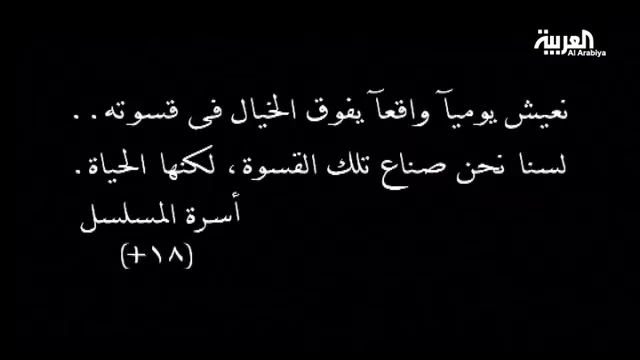 العربية
Al Arabiya
نعيش يومياً واقعاً يفوق الخيال فى قسوته . .
لسنا نحن صناع تلك القسوة ، لكنها الحياة .
أسرة المسلسل
(+١٨)